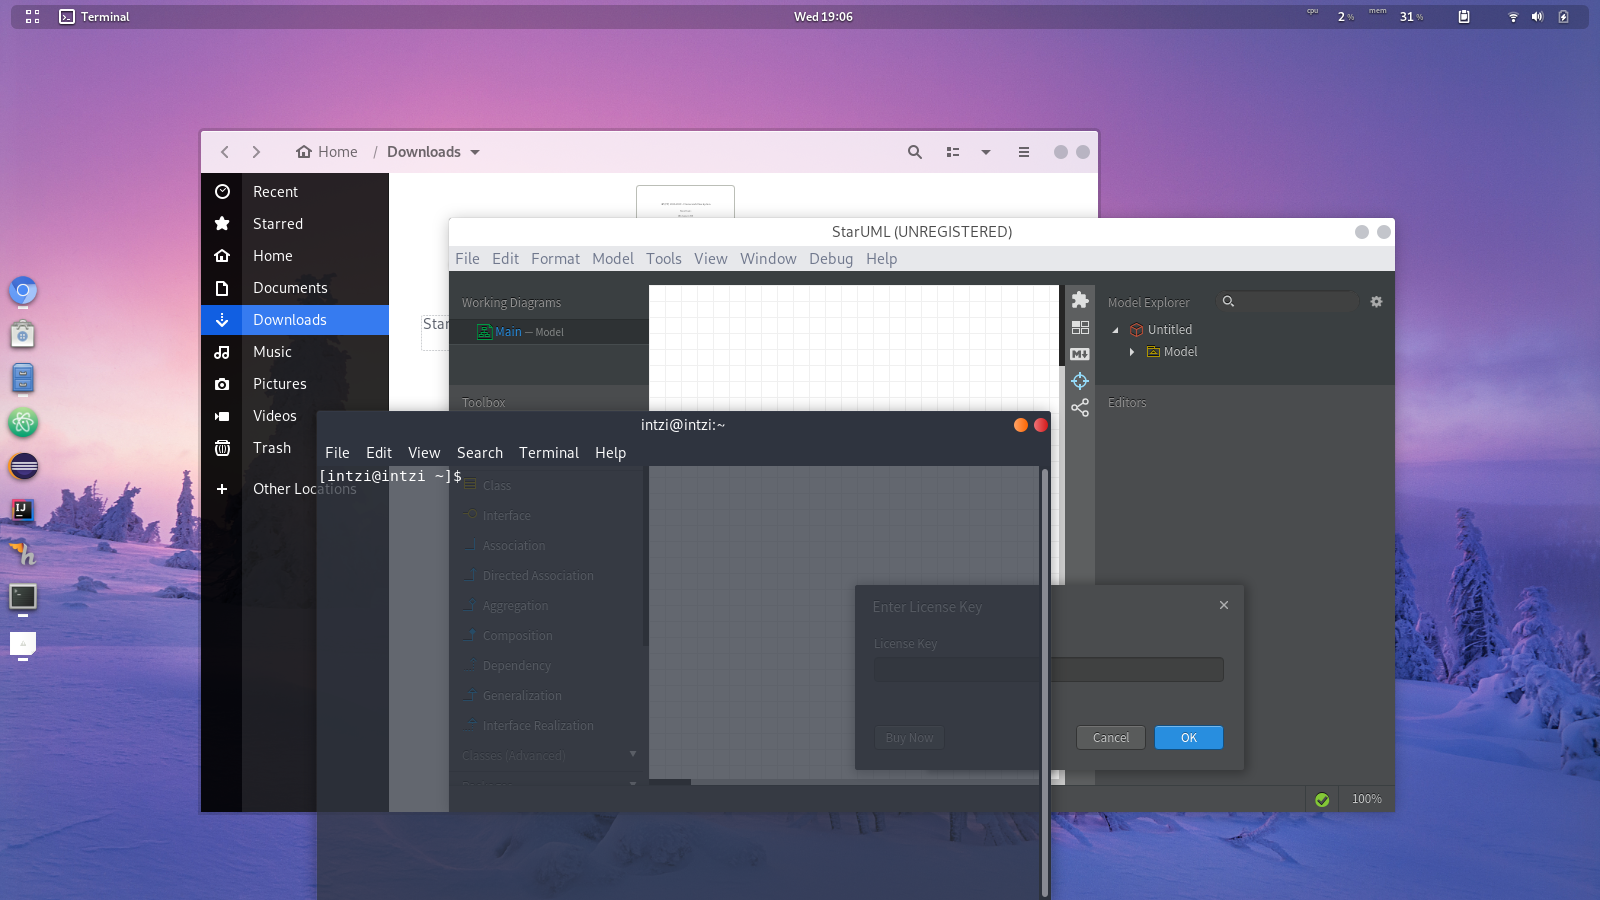 Terminal
Wed 19:06
cpu 2 % mem 31 %
Home / Downloads
Recent
Starred
Home
Documents
Downloads
Music
Pictures
Videos
Trash
Other Locations
Star
StarUML (UNREGISTERED)
File Edit Format Model Tools View Window Debug Help
Working Diagrams
Main — Model
Toolbox
Model Explorer
Untitled
Model
Editors
intzi@intzi:~
File Edit View Search Terminal Help
[intzi@intzi ~]$
Class
Interface
Association
Directed Association
Aggregation
Composition
Dependency
Generalization
Interface Realization
Classes (Advanced)
Enter License Key
License Key
Buy Now
Cancel
OK
100%